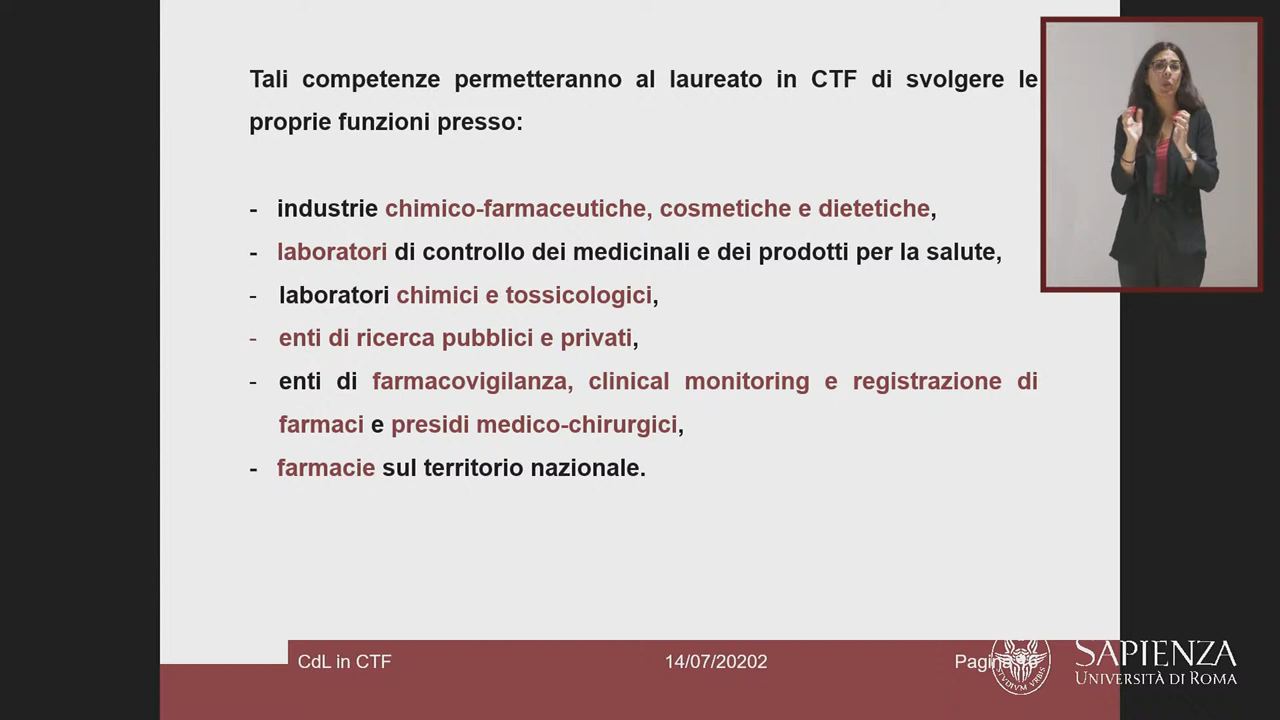 Tali competenze permetteranno al laureato in CTF di svolgere le
proprie funzioni presso:
- industrie chimico-farmaceutiche, cosmetiche e dietetiche,
- laboratori di controllo dei medicinali e dei prodotti per la salute,
- laboratori chimici e tossicologici,
- enti di ricerca pubblici e privati,
- enti di farmacovigilanza, clinical monitoring e registrazione di
farmaci e presidi medico-chirurgici,
- farmacie sul territorio nazionale.
CdL in CTF
14/07/20202
Pagina
STUDIUM URBIS
SAPIENZA
UNIVERSITÀ DI ROMA